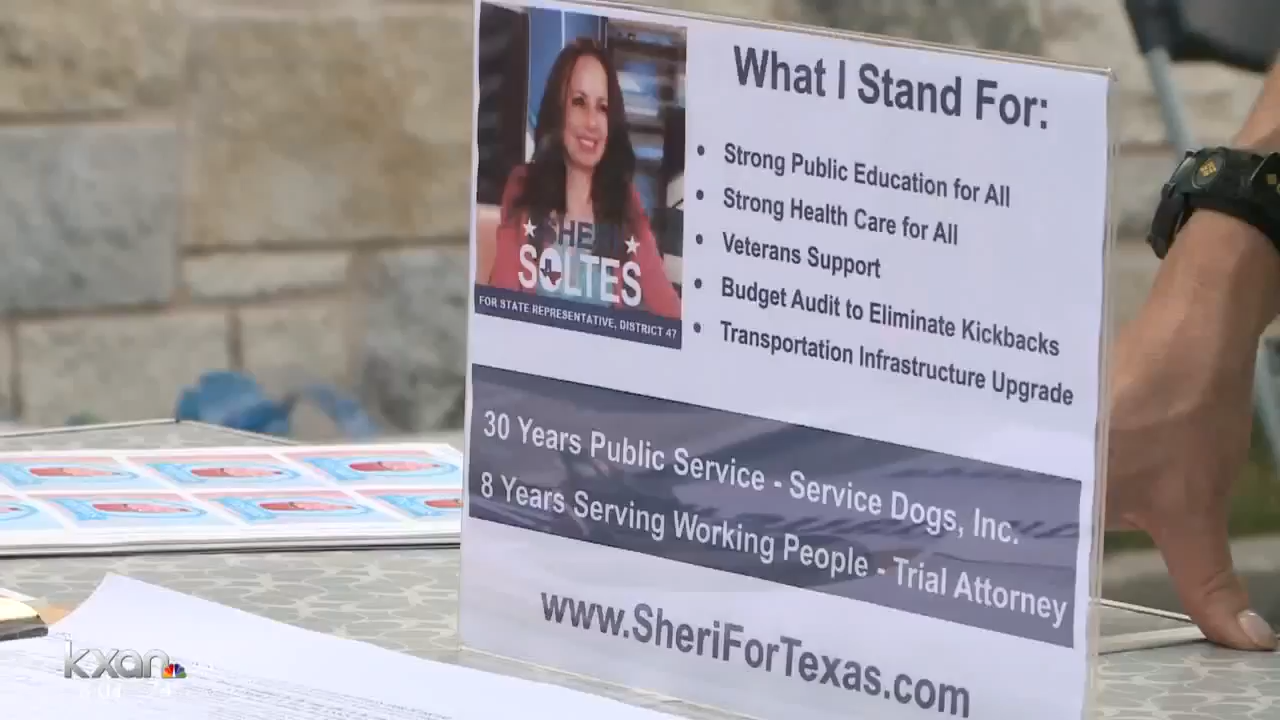 What I Stand For:
• Strong Public Education for All
• Strong Health Care for All
• Veterans Support
• Budget Audit to Eliminate Kickbacks
• Transportation Infrastructure Upgrade
SHERI
SOLTES
FOR STATE REPRESENTATIVE, DISTRICT 47
30 Years Public Service - Service Dogs, Inc.
8 Years Serving Working People - Trial Attorney
www.SheriForTexas.com
kxan